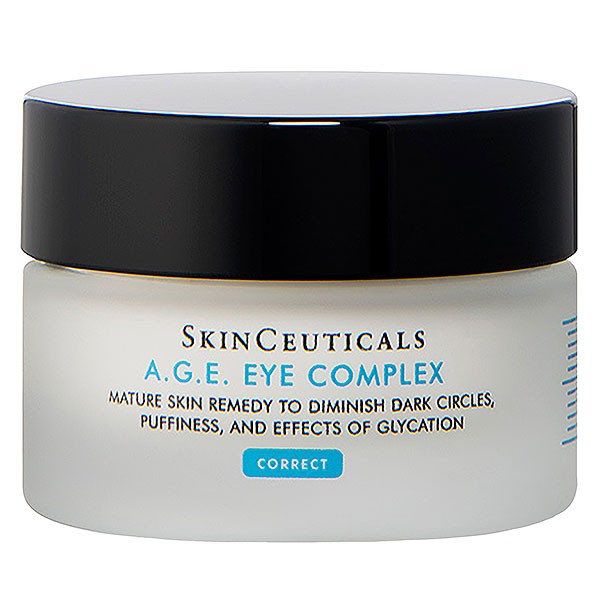 SKINCEUTICALS
A.G.E. EYE COMPLEX
MATURE SKIN REMEDY TO DIMINISH DARK CIRCLES,
PUFFINESS, AND EFFECTS OF GLYCATION
CORRECT